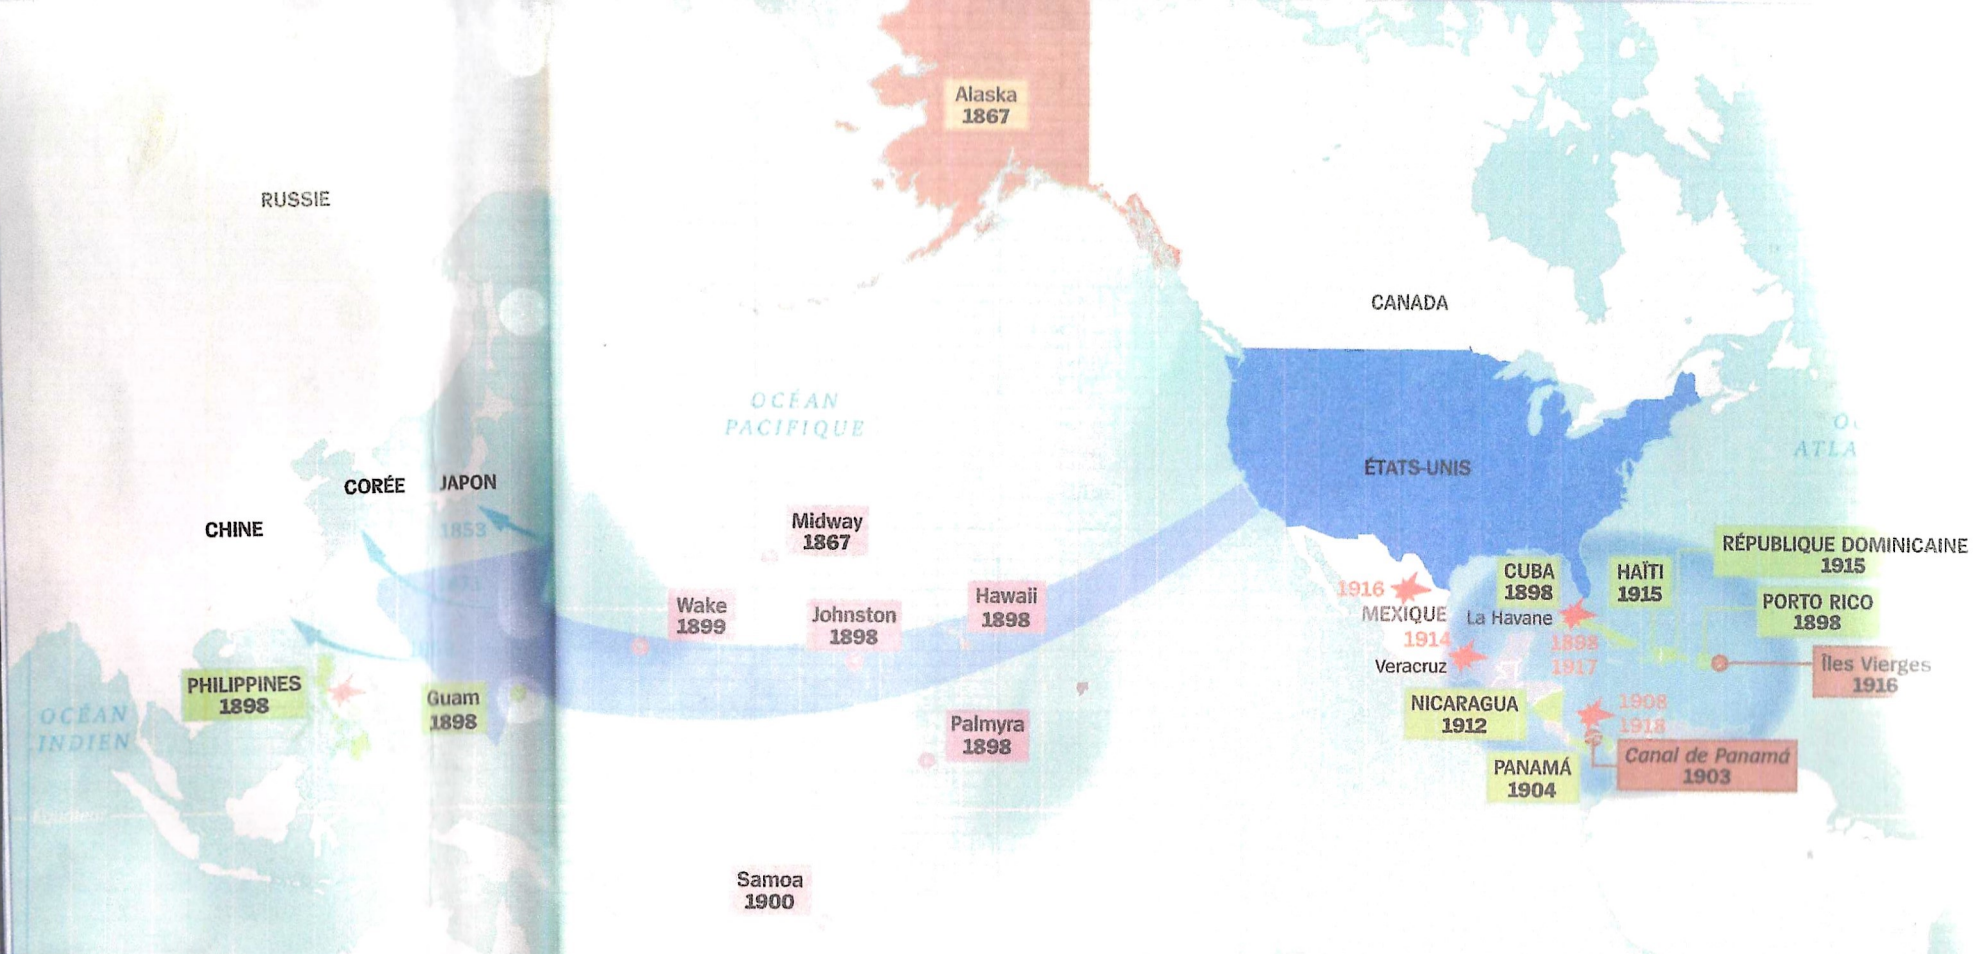 Alaska
1867
RUSSIE
CANADA
OCÉAN
PACIFIQUE
ATLA
ÉTATS-UNIS
CORÉE
JAPON
CHINE
1853
Midway
1867
Wake
1899
Johnston
1898
Hawaii
1898
1916
MEXIQUE
1914
Veracruz
CUBA
1898
La Havane
1898
1917
HAÏTI
1915
RÉPUBLIQUE DOMINICAINE
1915
PORTO RICO
1898
Îles Vierges
1916
PHILIPPINES
1898
Guam
1898
OCÉAN
INDIEN
Palmyra
1898
NICARAGUA
1912
1908
1918
PANAMÁ
1904
Canal de Panamá
1903
Équateur
Samoa
1900